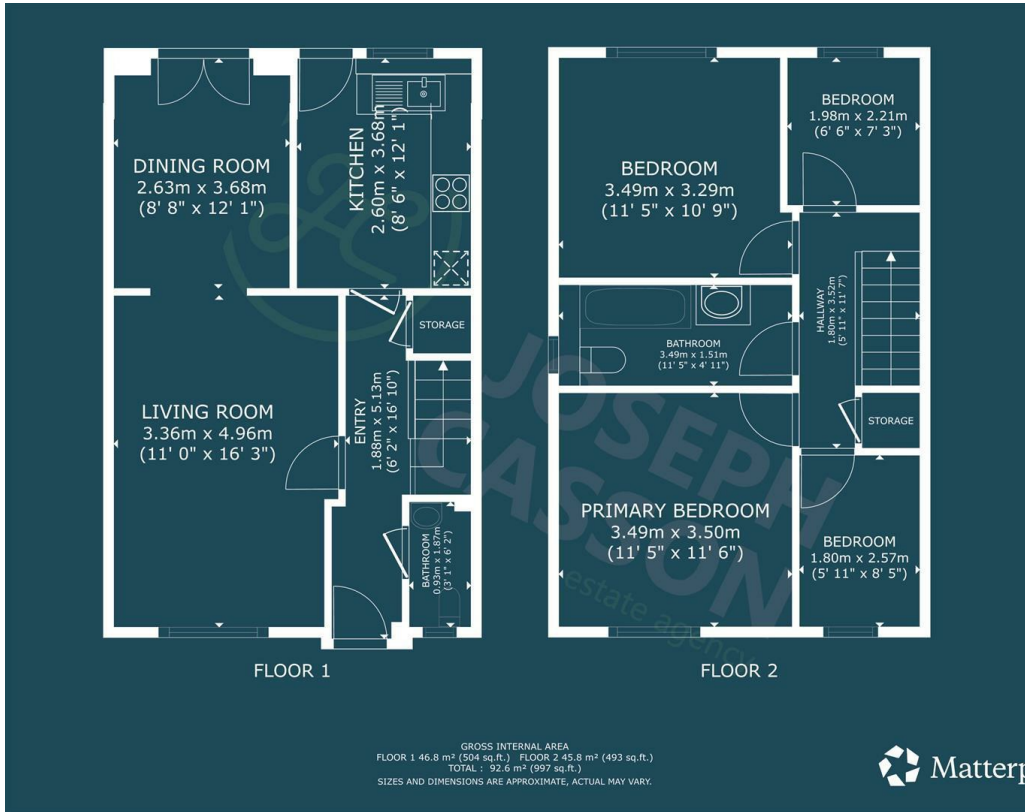 DINING ROOM
2.63m x 3.68m
(8' 8" x 12' 1")
KITCHEN
2.60m x 3.68m
(8' 6" x 12' 1")
LIVING ROOM
3.36m x 4.96m
(11' 0" x 16' 3")
ENTRY
1.88m x 5.13m
(6' 2" x 16' 10")
STORAGE
BATHROOM
0.93m x 1.87m
(3' 1" x 6' 2")
FLOOR 1
BEDROOM
3.49m x 3.29m
(11' 5" x 10' 9")
BEDROOM
1.98m x 2.21m
(6' 6" x 7' 3")
BATHROOM
3.49m x 1.51m
(11' 5" x 4' 11")
HALLWAY
1.80m x 3.52m
(5' 11" x 11' 7")
STORAGE
PRIMARY BEDROOM
3.49m x 3.50m
(11' 5" x 11' 6")
BEDROOM
1.80m x 2.57m
(5' 11" x 8' 5")
FLOOR 2
JOSEPH
CASSON
estate agency
GROSS INTERNAL AREA
FLOOR 1 46.8 m² (504 sq.ft.) FLOOR 2 45.8 m² (493 sq.ft.)
TOTAL : 92.6 m² (997 sq.ft.)
SIZES AND DIMENSIONS ARE APPROXIMATE, ACTUAL MAY VARY.
Matterp